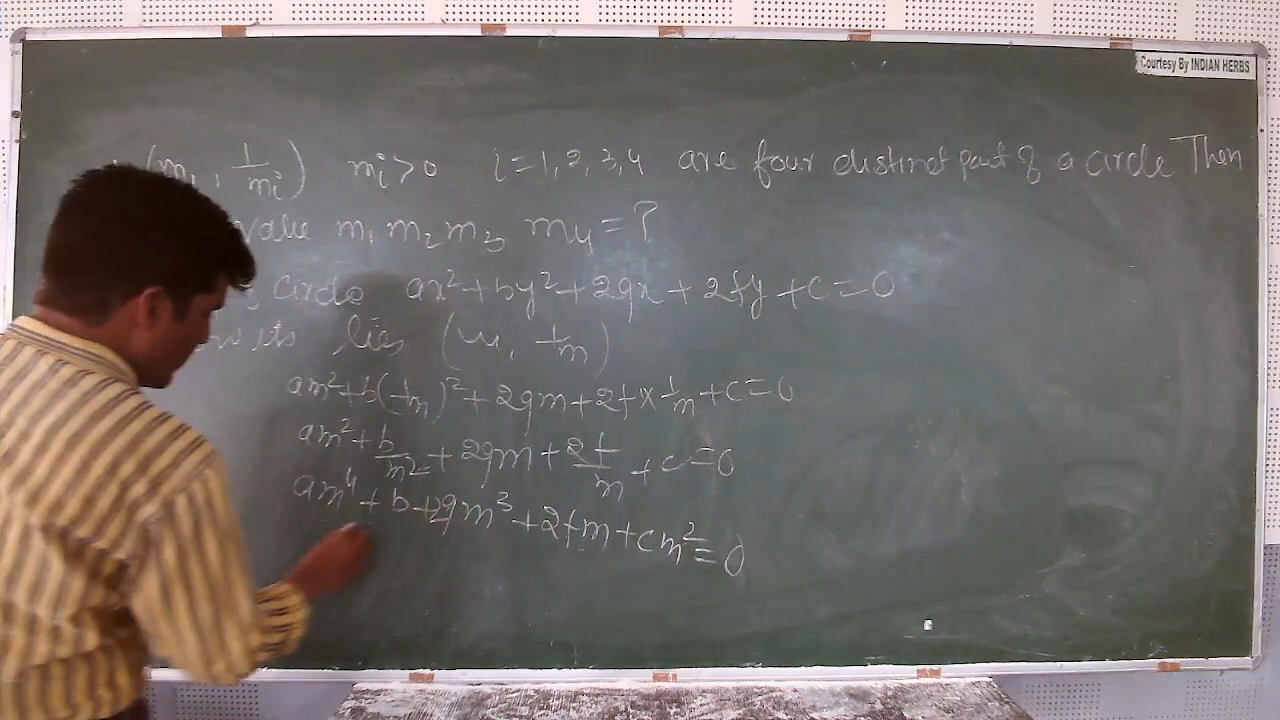 Courtesy By INDIAN HERBS
(mi, 1/mi) mi>0 i=1,2,3,4 are four distinct point of a circle Then
value m₁ m₂ m₃ m₄ = ?
circle ax²+by²+2gx+2fy+c=0
its lies (m, 1/m)
am²+b(1/m)²+2gm+2f×1/m+c=0
am²+b/m²+2gm+2f/m+c=0
am⁴+b+2gm³+2fm+cm²=0